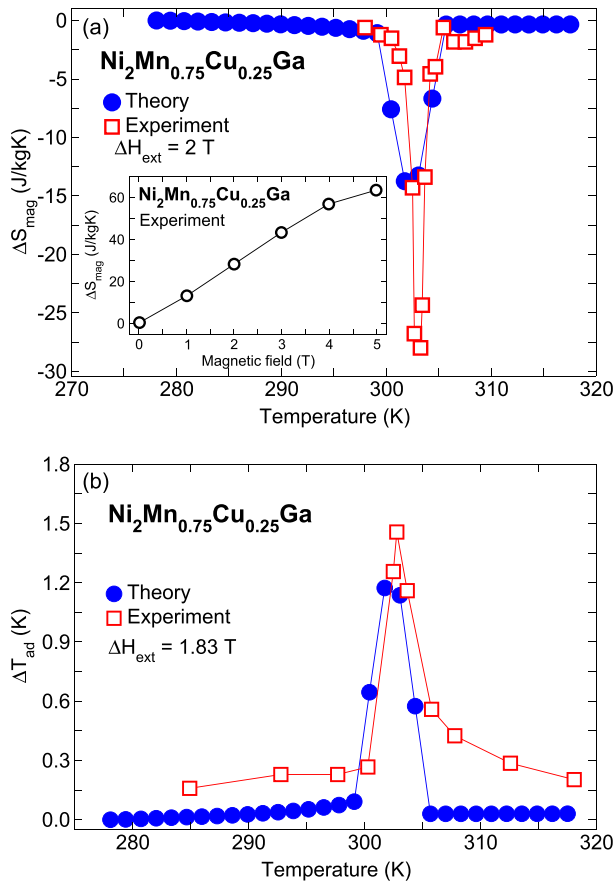 (a)
Ni2Mn0.75Cu0.25Ga
Theory
Experiment
ΔHext = 2 T
Ni2Mn0.75Cu0.25Ga
Experiment
ΔSmag (J/kgK)
60
40
20
0
0 1 2 3 4 5
Magnetic field (T)
ΔSmag (J/kgK)
0
-5
-10
-15
-20
-25
-30
270 280 290 300 310 320
Temperature (K)
(b)
Ni2Mn0.75Cu0.25Ga
Theory
Experiment
ΔHext = 1.83 T
ΔTad (K)
1.8
1.5
1.2
0.9
0.6
0.3
0.0
280 290 300 310 320
Temperature (K)